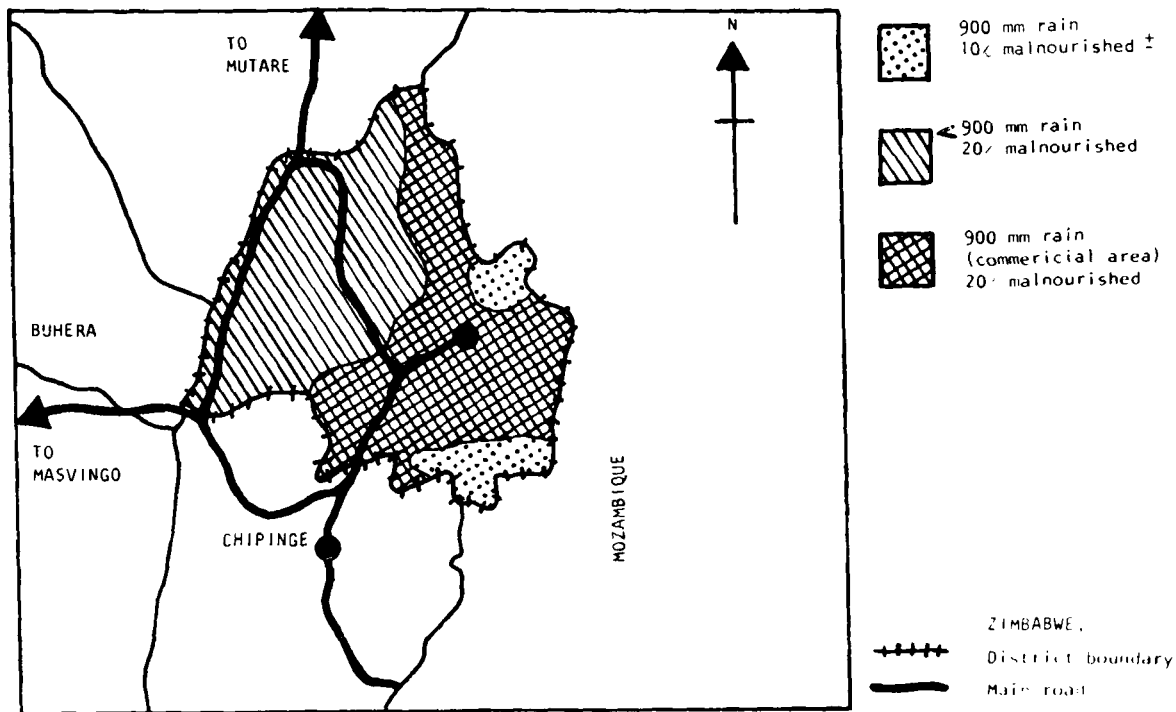 TO
MUTARE
N
BUHERA
TO
MASVINGO
CHIPINGE
MOZAMBIQUE
900 mm rain
10% malnourished ±
<900 mm rain
20% malnourished
900 mm rain
(commericial area)
20% malnourished
ZIMBABWE.
District boundary
Main road